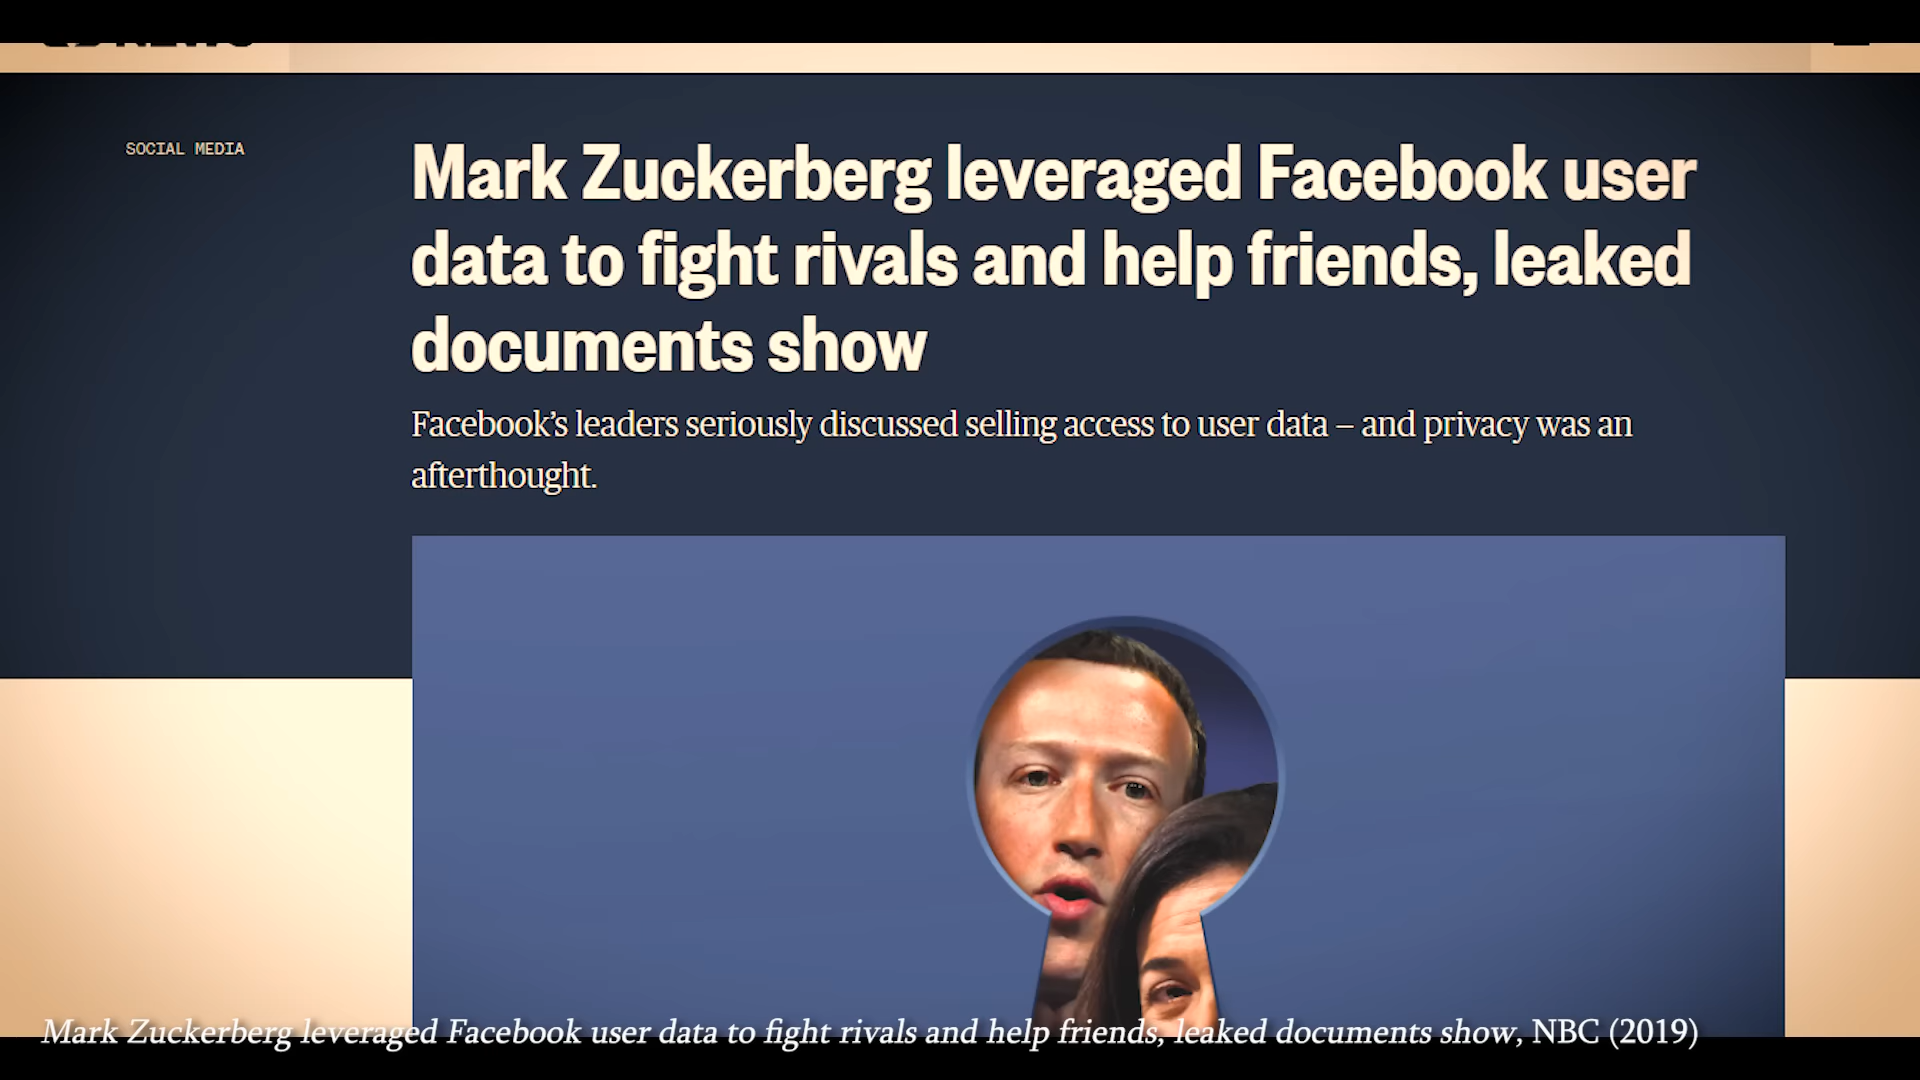 NEWS
SOCIAL MEDIA
Mark Zuckerberg leveraged Facebook user
data to fight rivals and help friends, leaked
documents show
Facebook’s leaders seriously discussed selling access to user data – and privacy was an
afterthought.
Mark Zuckerberg leveraged Facebook user data to fight rivals and help friends, leaked documents show, NBC (2019)